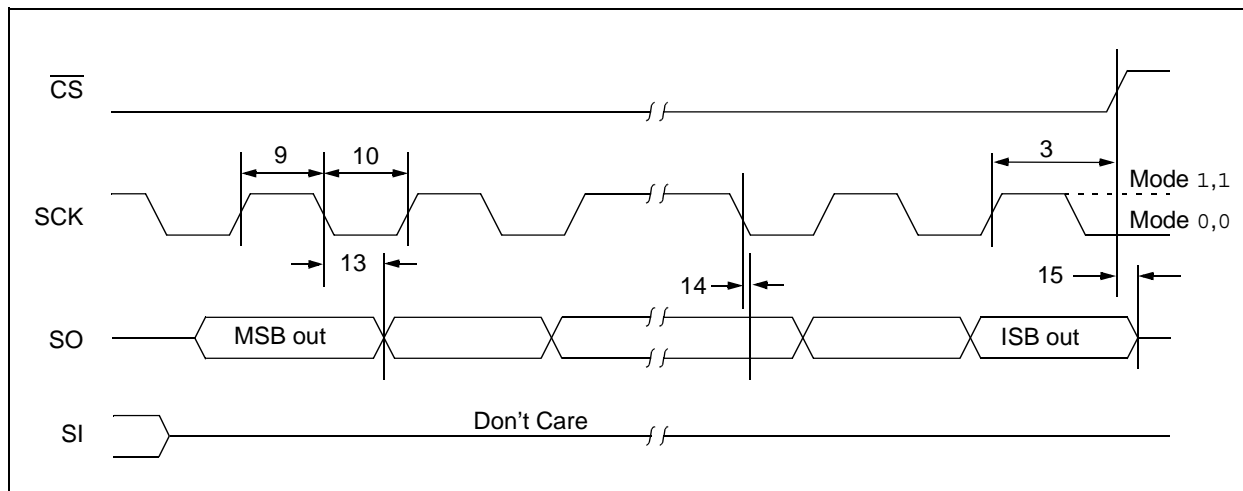 CS
9
10
3
Mode 1,1
SCK
Mode 0,0
13
14
15
SO
MSB out
ISB out
SI
Don't Care